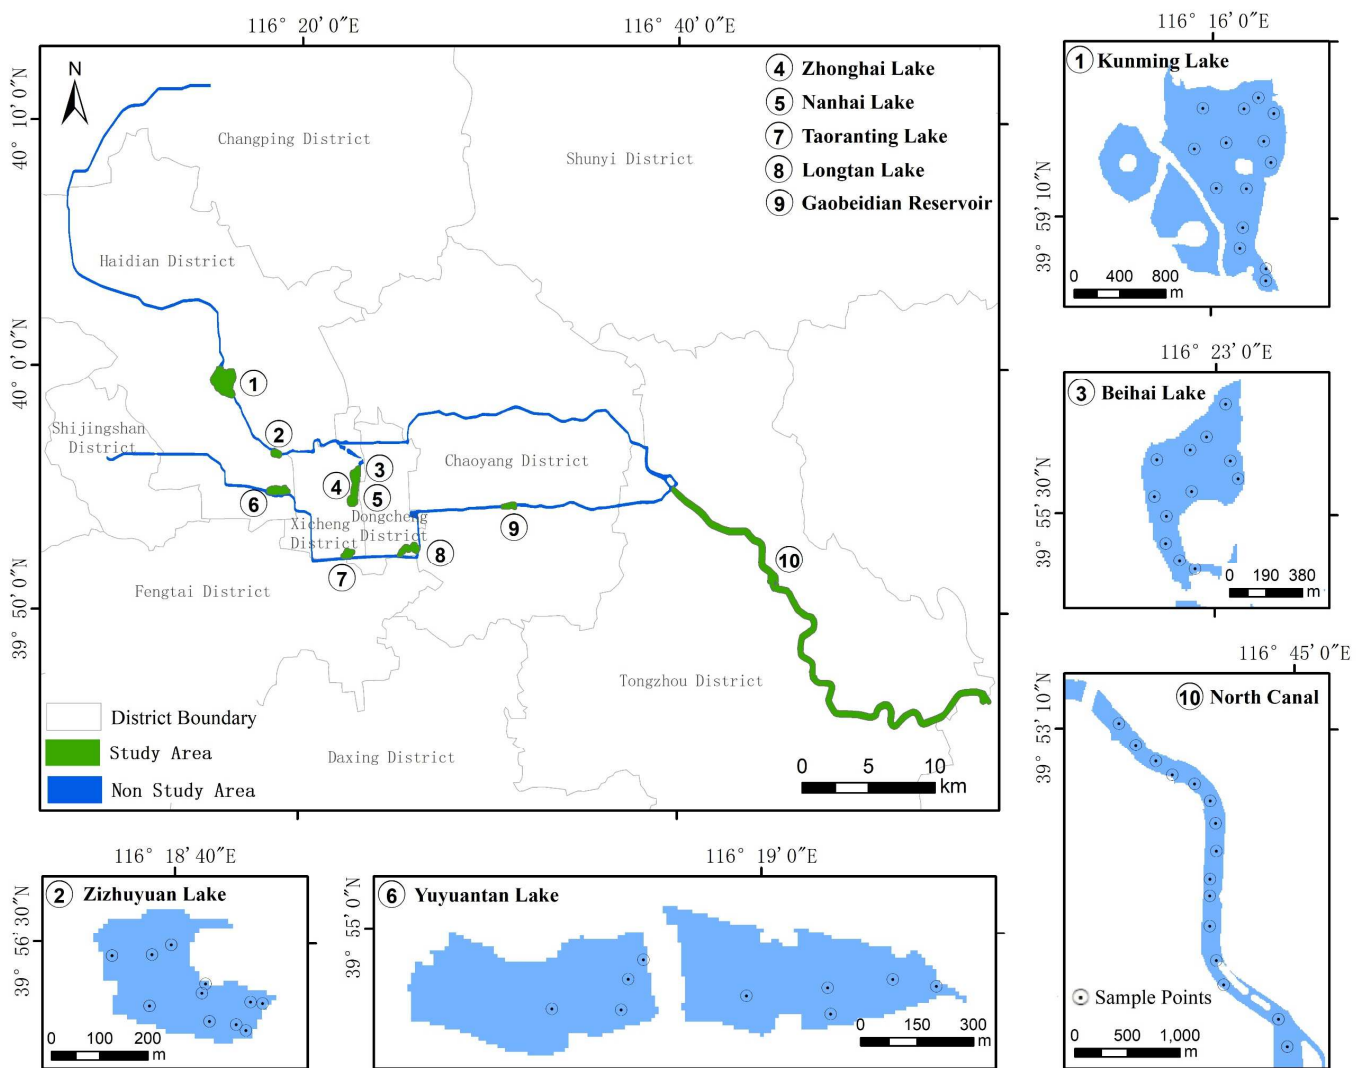 116° 20′ 0″E
116° 40′ 0″E
116° 16′ 0″E
N
40° 10′ 0″N
40° 0′ 0″N
39° 50′ 0″N
Changping District
Shunyi District
Haidian District
Shijingshan
District
Chaoyang District
Xicheng
District
Dongcheng
District
Fengtai District
Tongzhou District
Daxing District
4 Zhonghai Lake
5 Nanhai Lake
7 Taoranting Lake
8 Longtan Lake
9 Gaobeidian Reservoir
1
2
3
4
5
6
7
8
9
10
District Boundary
Study Area
Non Study Area
0 5 10
km
1 Kunming Lake
39° 59′ 10″N
0 400 800
m
116° 23′ 0″E
3 Beihai Lake
39° 55′ 30″N
0 190 380
m
116° 45′ 0″E
10 North Canal
39° 53′ 10″N
Sample Points
0 500 1,000
m
116° 18′ 40″E
2 Zizhuyuan Lake
39° 56′ 30″N
0 100 200
m
116° 19′ 0″E
6 Yuyuantan Lake
39° 55′ 0″N
0 150 300
m